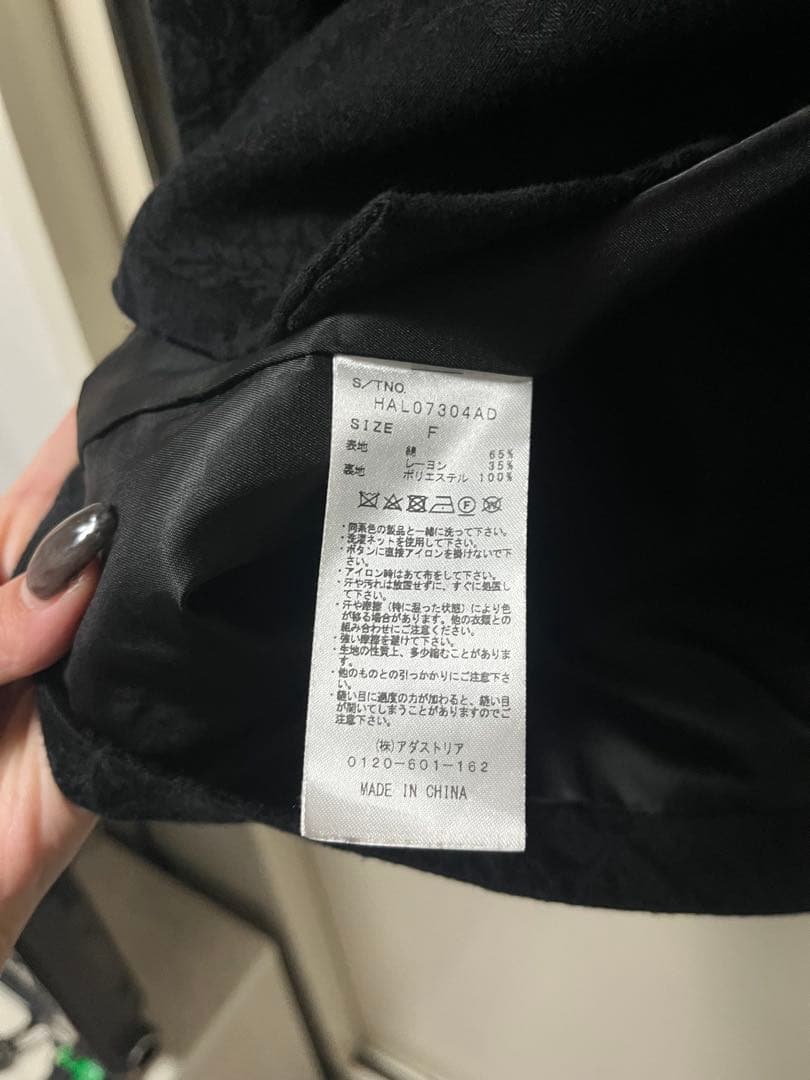 S/TNO.
HAL07304AD
SIZE F
表地 綿 65%
レーヨン 35%
裏地 ポリエステル 100%
・同系色の製品と一緒に洗って下さい。
・洗濯ネットを使用して下さい。
・ボタンに直接アイロンを掛けないで下
さい。
・アイロン時はあて布をして下さい。
・汗や汚れは放置せずに、すぐに処置し
て下さい。
・汗や摩擦（特に湿った状態）により色
が移る場合があります。他の衣類との
組み合わせにご注意ください。
・強い摩擦を避けて下さい。
・生地の性質上、多少縮むことがありま
す。
・他のものとの引っかかりにご注意下さ
い。
・縫い目に過度の力が加わると、縫い目
が開いてしまうことがありますのでご
注意下さい。
(株)アダストリア
0120-601-162
MADE IN CHINA